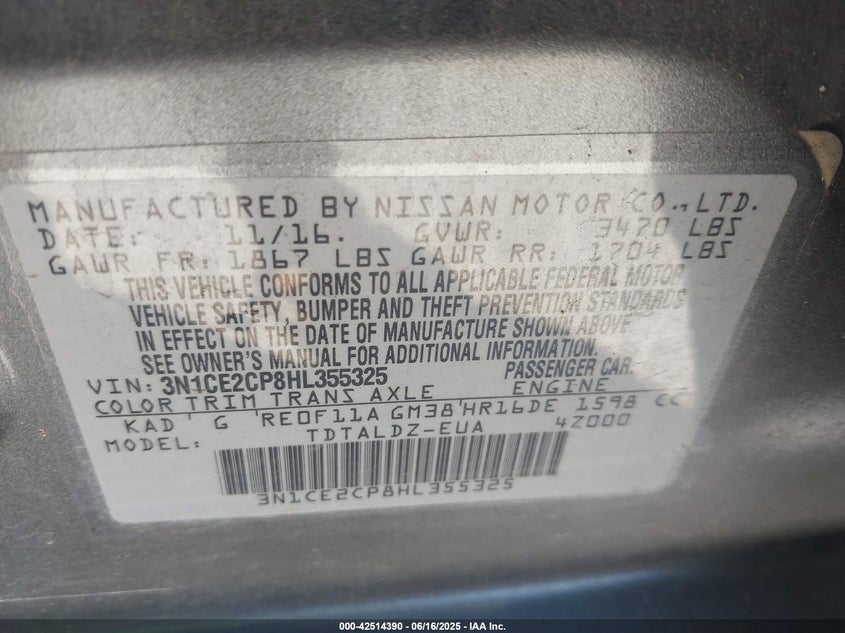 MANUFACTURED BY NISSAN MOTOR CO., LTD.
DATE: 11/16. GVWR: 3470 LBS
GAWR FR: 1867 LBS GAWR RR: 1704 LBS
THIS VEHICLE CONFORMS TO ALL APPLICABLE FEDERAL MOTOR
VEHICLE SAFETY, BUMPER AND THEFT PREVENTION STANDARDS
IN EFFECT ON THE DATE OF MANUFACTURE SHOWN ABOVE
SEE OWNER'S MANUAL FOR ADDITIONAL INFORMATION.
VIN: 3N1CE2CP8HL355325 PASSENGER CAR.
COLOR TRIM TRANS AXLE ENGINE
KAD G RE0F11A GM38 HR16DE 1598 CC
MODEL: TDTALDZ-EUA 4Z000
3N1CE2CP8HL355325
000-42514390 - 06/16/2025 - IAA Inc.